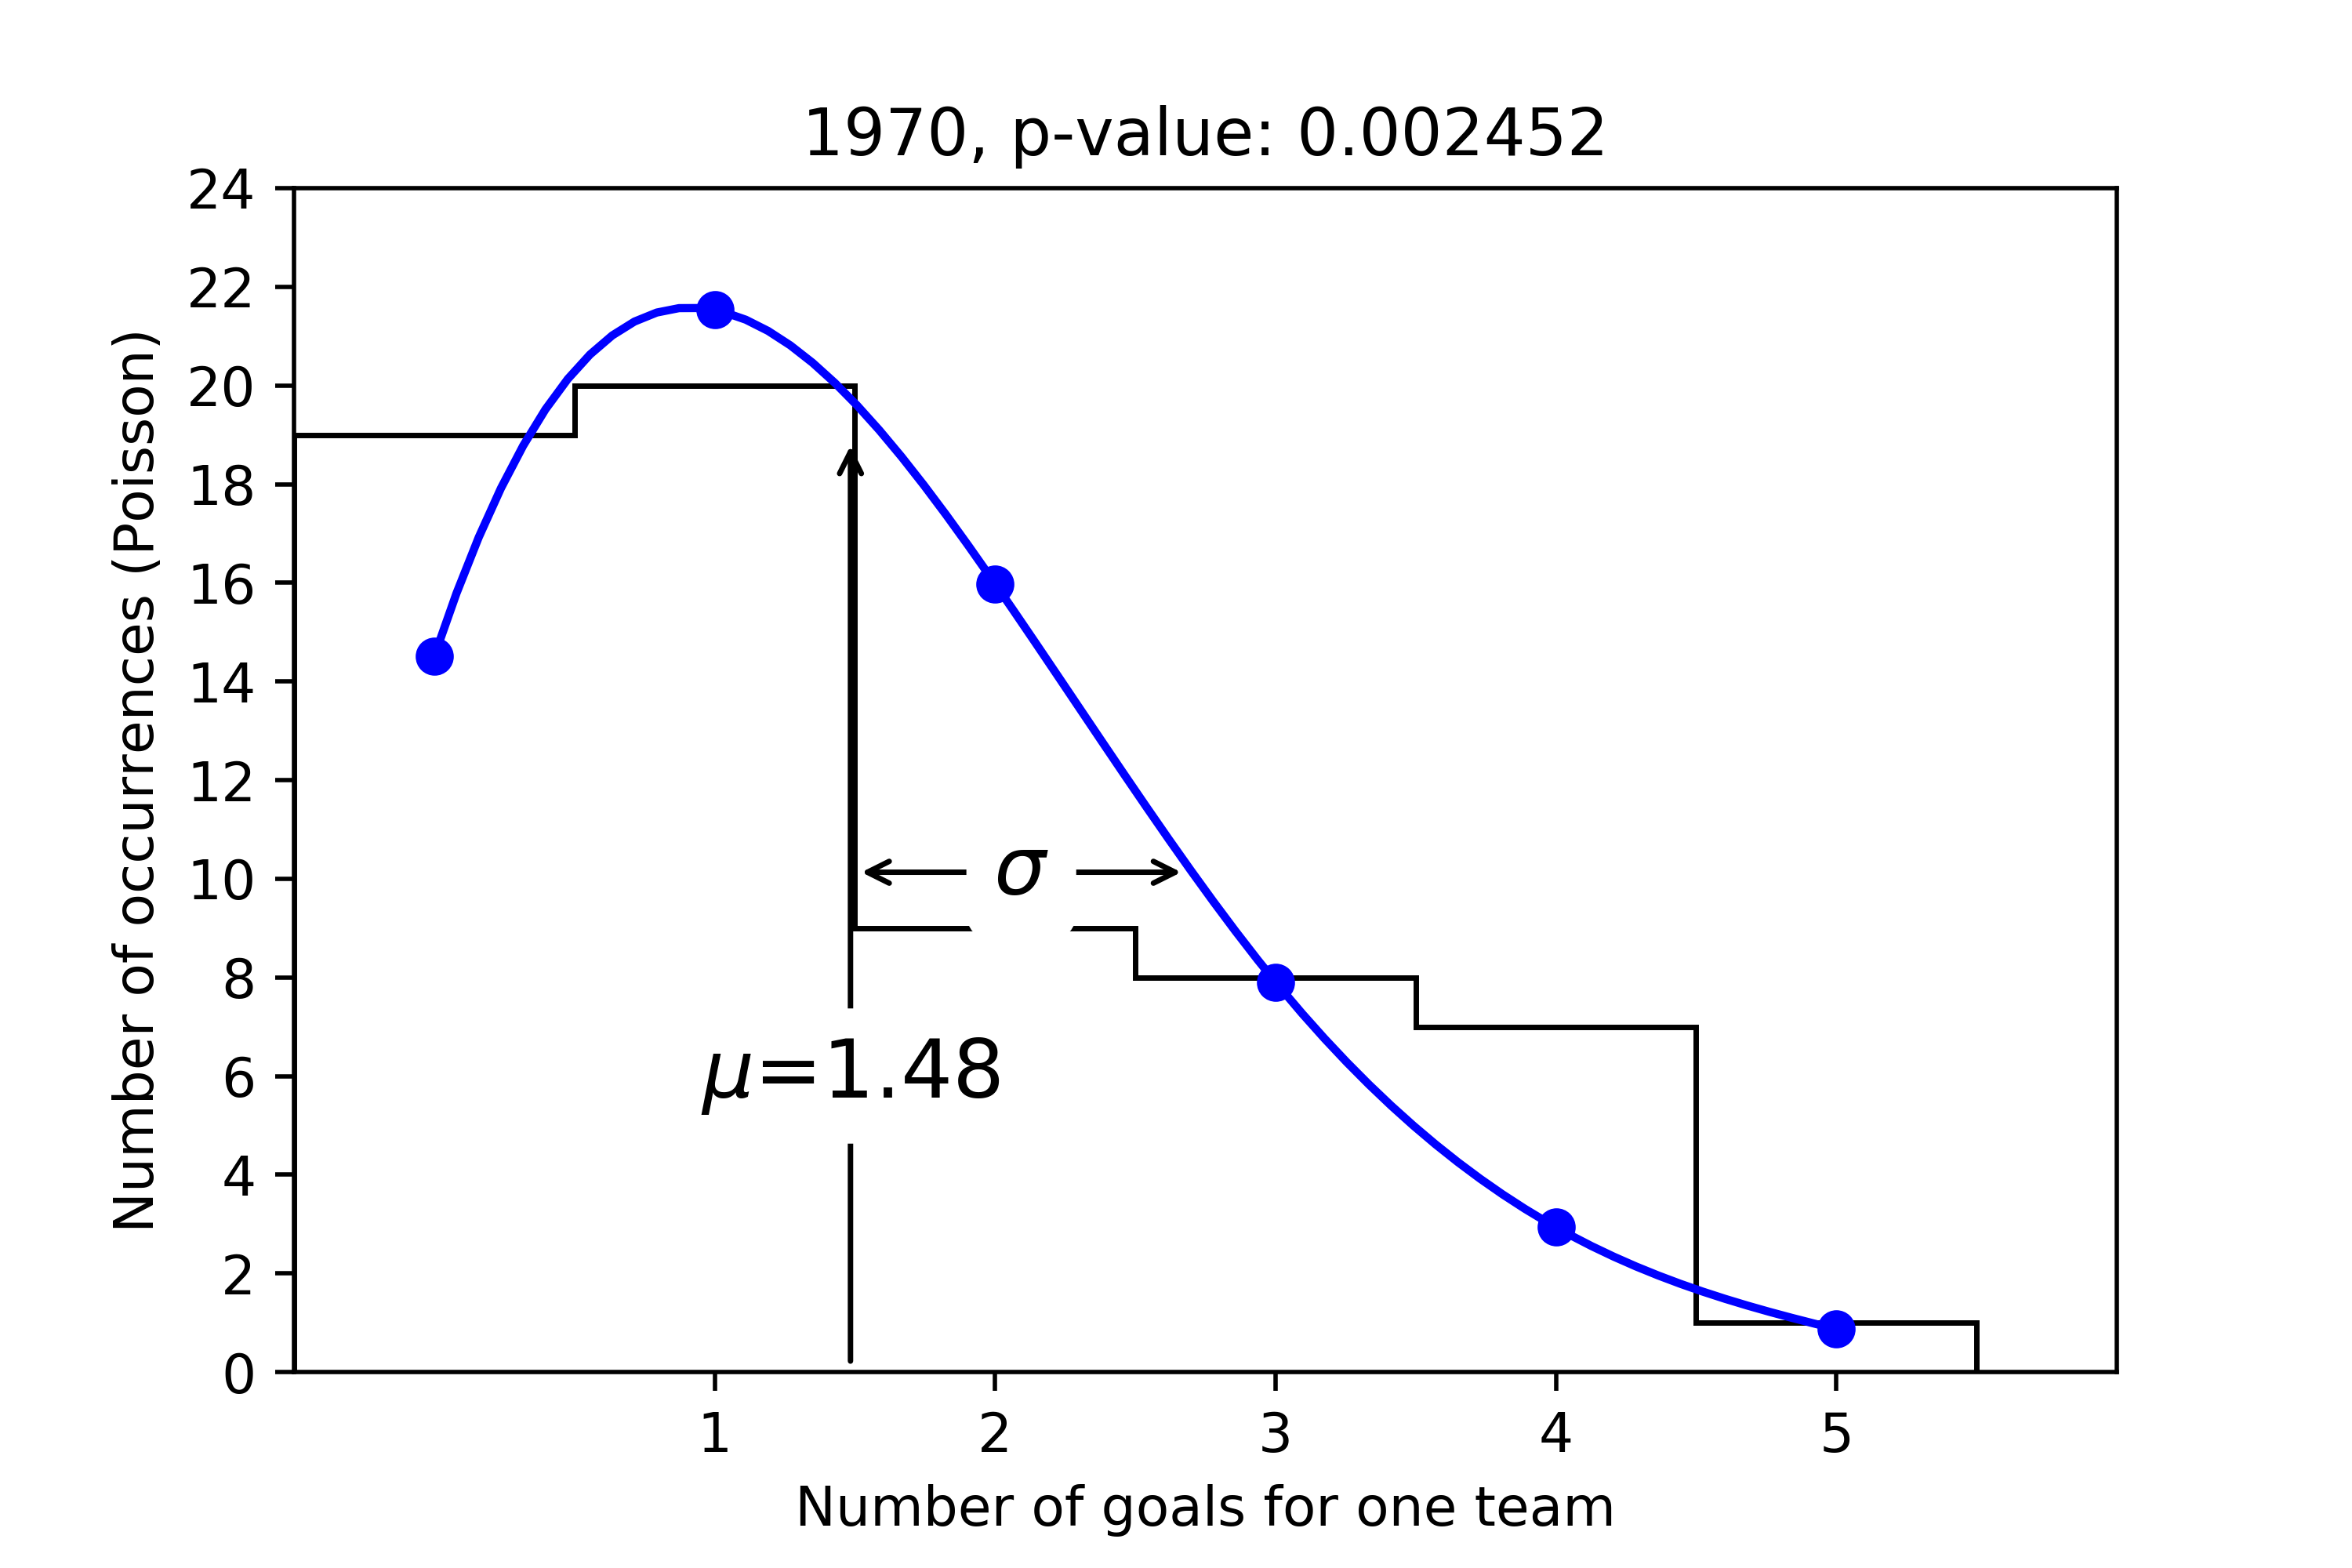 1970, p-value: 0.002452
Number of occurrences (Poisson)
24
22
20
18
16
14
12
10
8
6
4
2
0
σ
μ=1.48
1 2 3 4 5
Number of goals for one team